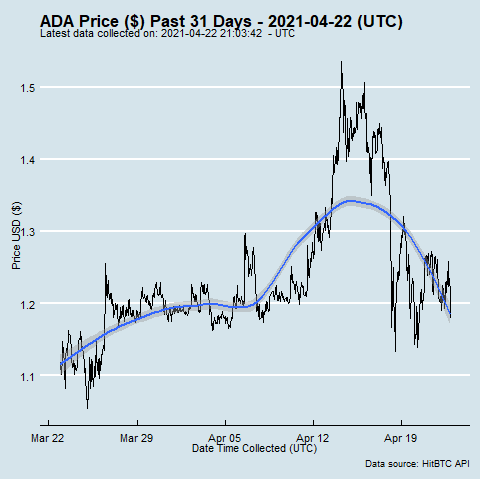 ADA Price ($) Past 31 Days - 2021-04-22 (UTC)
Latest data collected on: 2021-04-22 21:03:42  - UTC
Price USD ($)
1.5
1.4
1.3
1.2
1.1
Mar 22
Mar 29
Apr 05
Apr 12
Apr 19
Date Time Collected (UTC)
Data source: HitBTC API